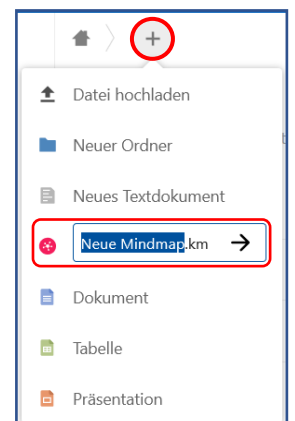 Datei hochladen
Neuer Ordner
Neues Textdokument
Neue Mindmap.km
Dokument
Tabelle
Präsentation